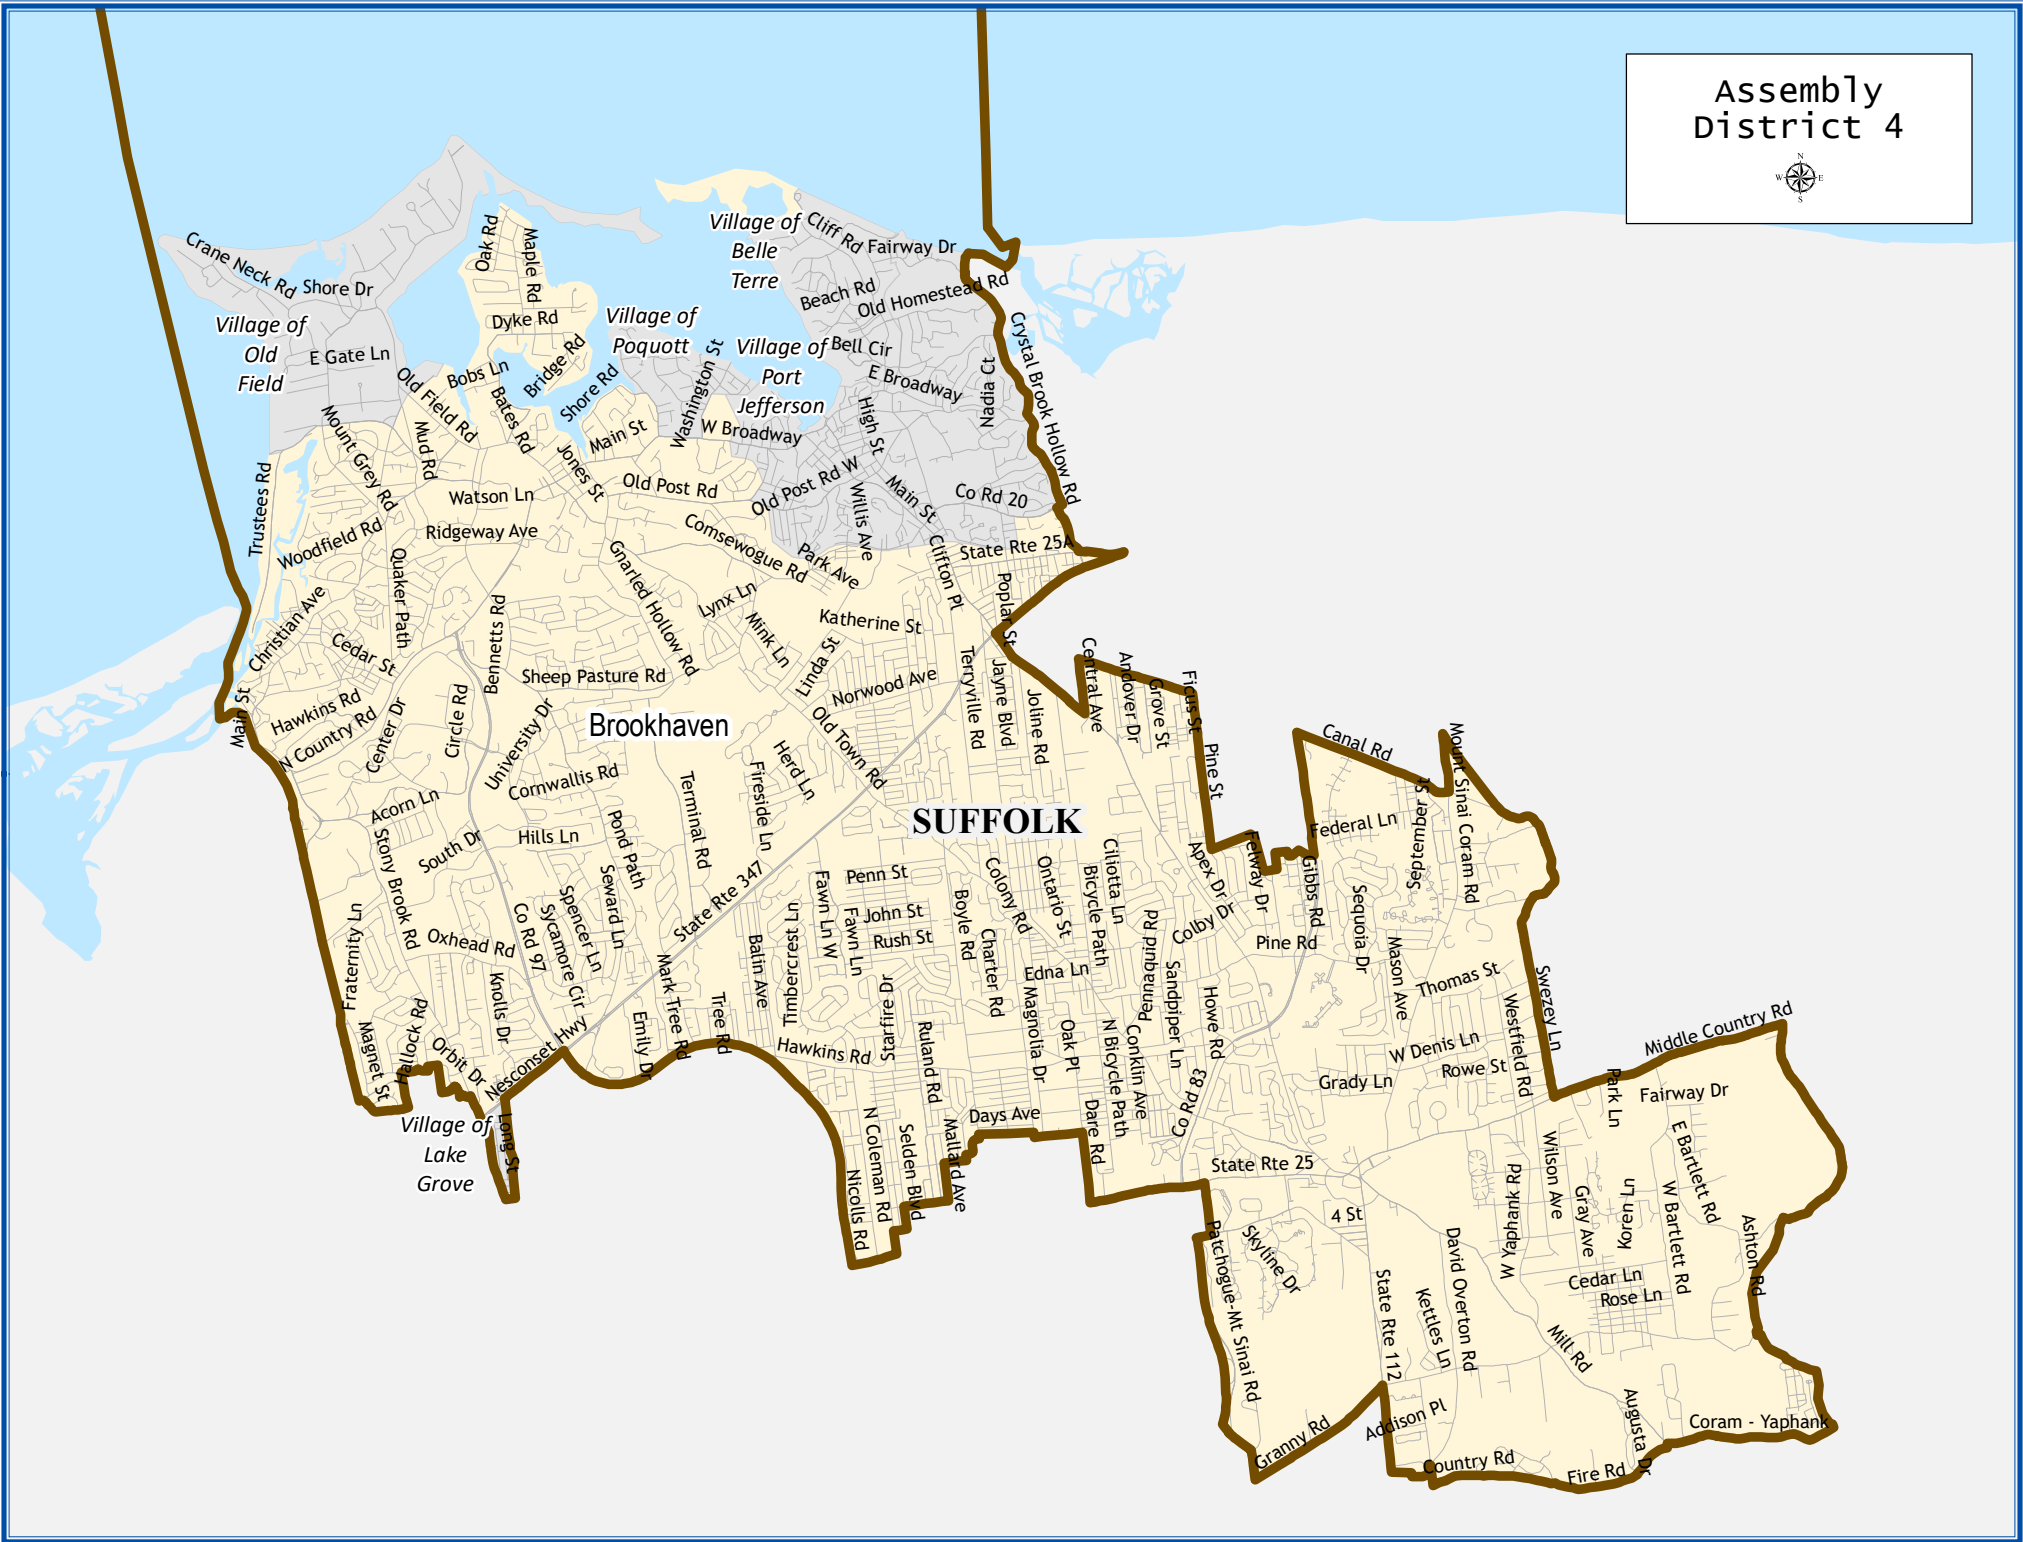 Assembly
District 4
N
W
E
S
Village of
Belle
Terre
Cliff Rd
Fairway Dr
Oak Rd
Maple Rd
Crane Neck Rd
Shore Dr
Beach Rd
Old Homestead Rd
Village of
Old
Field
Dyke Rd
Village of
Poquott
Village of
Port
Jefferson
Bell Cir
E Gate Ln
Bobs Ln
Bridge Rd
Shore Rd
Washington St
E Broadway
Nadia Ct
Crystal Brook Hollow Rd
Old Field Rd
Bates Rd
Mount Grey Rd
Mud Rd
Main St
W Broadway
High St
Trustees Rd
Jones St
Watson Ln
Old Post Rd
Old Post Rd W
Willis Ave
Main St
Co Rd 20
Woodfield Rd
Ridgeway Ave
Comsewogue Rd
Park Ave
Clifton Pl
State Rte 25A
Quaker Path
Gnarled Hollow Rd
Lynx Ln
Mink Ln
Katherine St
Poplar St
Christian Ave
Cedar St
Bennetts Rd
Sheep Pasture Rd
Linda St
Norwood Ave
Terryville Rd
Jayne Blvd
Joline Rd
Central Ave
Andover Dr
Grove St
Ficus St
Main St
Hawkins Rd
N Country Rd
Center Dr
Circle Rd
University Dr
Brookhaven
Old Town Rd
Herd Ln
Fireside Ln
Pine St
Canal Rd
Mount Sinai Coram Rd
Cornwallis Rd
Terminal Rd
Acorn Ln
Stony Brook Rd
South Dr
Hills Ln
Pond Path
SUFFOLK
Federal Ln
September St
State Rte 347
Seward Ln
Spencer Ln
Sycamore Cir
Co Rd 97
Penn St
Fawn Ln W
Fawn Ln
John St
Rush St
Timbercrest Ln
Balin Ave
Boyle Rd
Colony Rd
Charter Rd
Ontario St
Ciliotta Ln
Bicycle Path
Apex Dr
Felway Dr
Gibbs Rd
Colby Dr
Pannaquid Rd
Sandpiper Ln
Pine Rd
Sequoia Dr
Mason Ave
Thomas St
Westfield Rd
Swezey Ln
Fraternity Ln
Oxhead Rd
Knolls Dr
Hallock Rd
Magnet St
Orbit Dr
Nesconset Hwy
Emily Dr
Mark Tree Rd
Tree Rd
Hawkins Rd
Starfire Dr
Ruland Rd
Edna Ln
Magnolia Dr
Oak Pl
N Bicycle Path
Conklin Ave
Howe Rd
Co Rd 83
W Denis Ln
Rowe St
Grady Ln
Middle Country Rd
Park Ln
Fairway Dr
Village of
Lake
Grove
Long St
N Coleman Rd
Selden Blvd
Nicolls Rd
Mallard Ave
Days Ave
Dare Rd
State Rte 25
Wilson Ave
W Yaphank Rd
Gray Ave
Koren Ln
E Bartlett Rd
W Bartlett Rd
Ashton Rd
4 St
Skyline Dr
Patchogue-Mt Sinai Rd
David Overton Rd
State Rte 112
Kettles Ln
Cedar Ln
Rose Ln
Mill Rd
Granny Rd
Addison Pl
Country Rd
Fire Rd
Augusta Dr
Coram - Yaphank